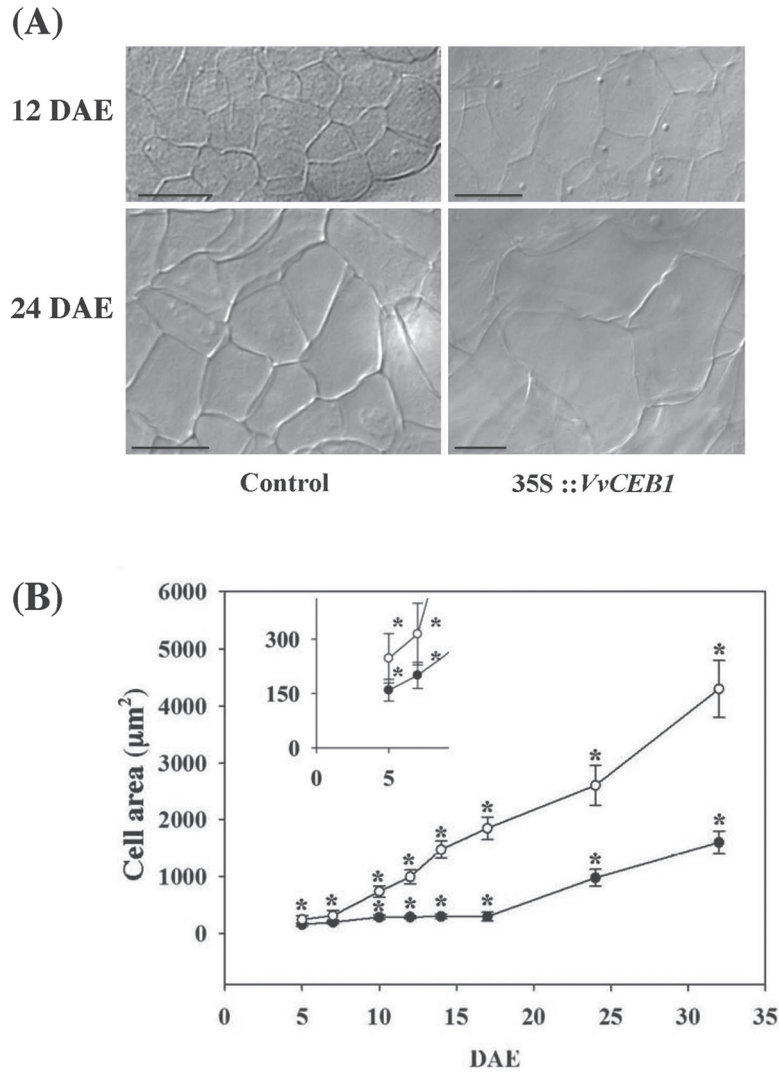 (A)
12 DAE
24 DAE
Control
35S ::VvCEB1
(B)
Cell area (μm²)
6000
5000
4000
3000
2000
1000
0
300
150
0
0
5
* * * *
* * * * * * * *
* * * * * *
0
5
10
15
20
25
30
35
DAE